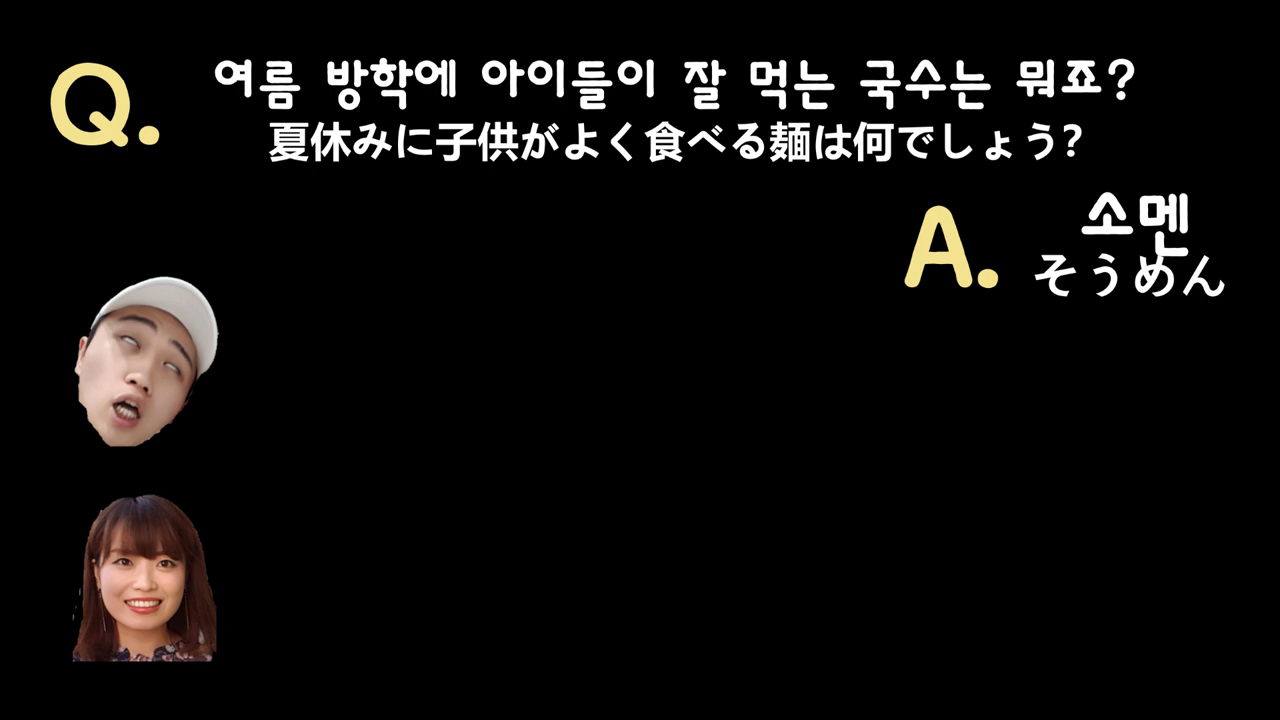 Q. 여름 방학에 아이들이 잘 먹는 국수는 뭐죠?
夏休みに子供がよく食べる麺は何でしょう?
A. 소멘
そうめん